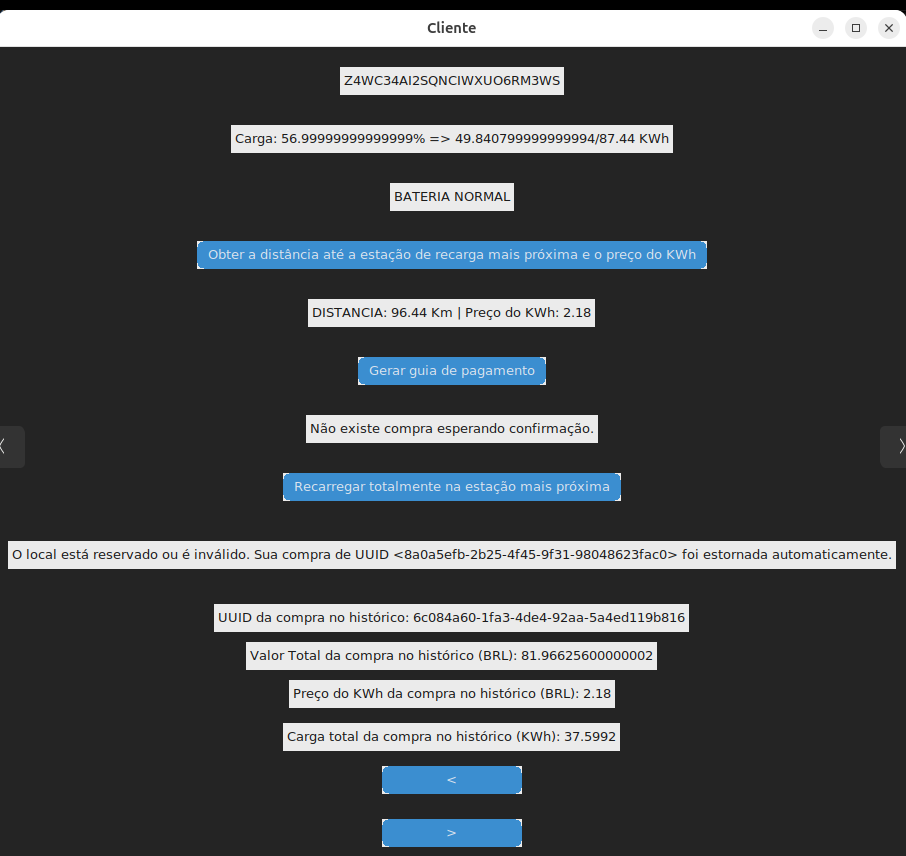 Cliente
Z4WC34AI2SQNCIWXUO6RM3WS
Carga: 56.99999999999999% => 49.840799999999994/87.44 KWh
BATERIA NORMAL
Obter a distância até a estação de recarga mais próxima e o preço do KWh
DISTANCIA: 96.44 Km | Preço do KWh: 2.18
Gerar guia de pagamento
Não existe compra esperando confirmação.
Recarregar totalmente na estação mais próxima
O local está reservado ou é inválido. Sua compra de UUID <8a0a5efb-2b25-4f45-9f31-98048623fac0> foi estornada automaticamente.
UUID da compra no histórico: 6c084a60-1fa3-4de4-92aa-5a4ed119b816
Valor Total da compra no histórico (BRL): 81.96625600000002
Preço do KWh da compra no histórico (BRL): 2.18
Carga total da compra no histórico (KWh): 37.5992
<
>